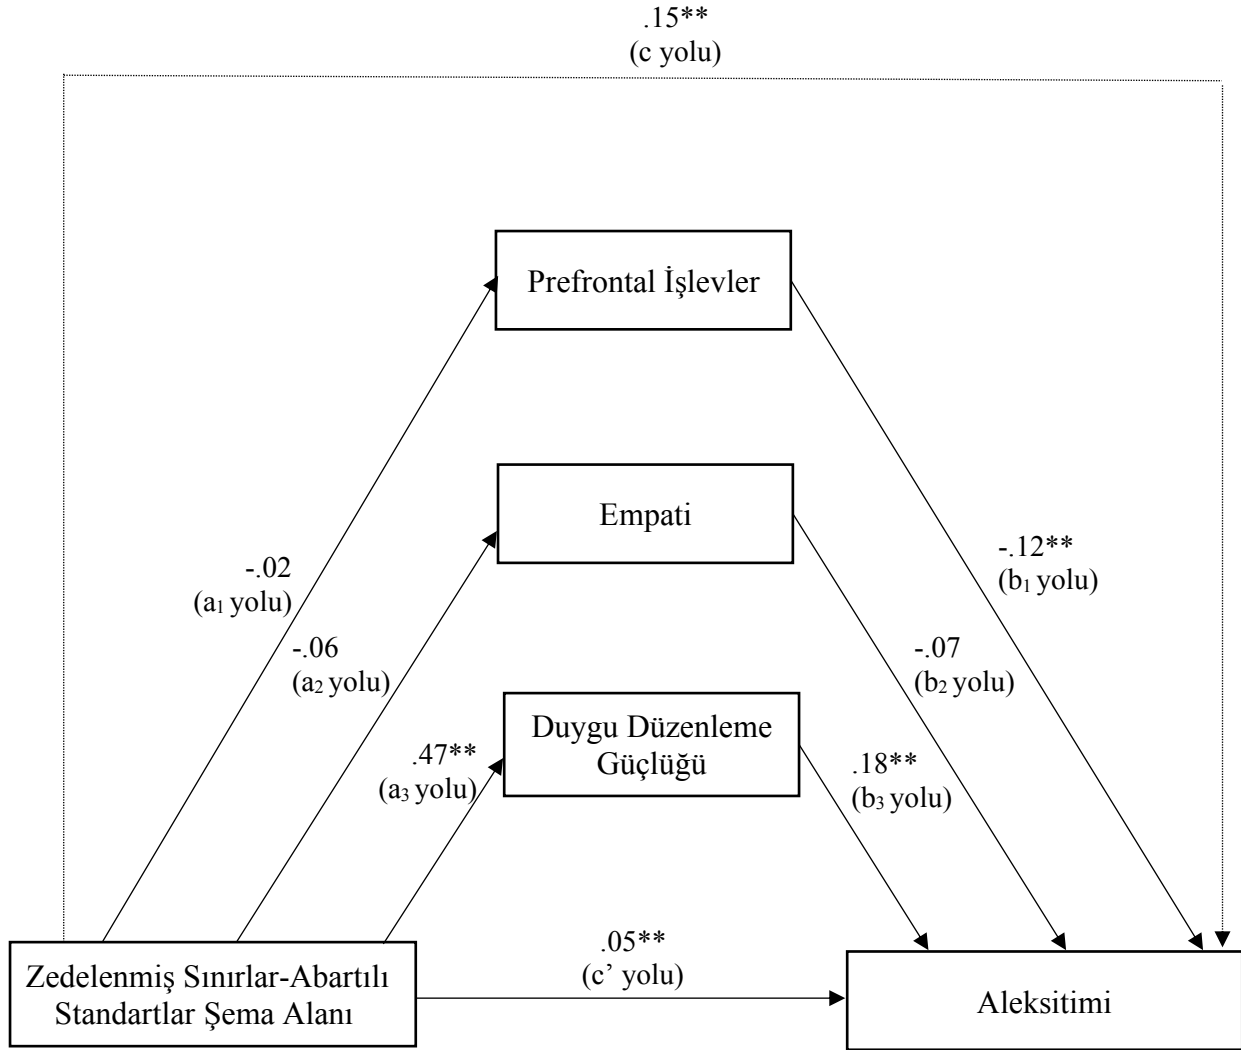 .15**
(c yolu)
Prefrontal İşlevler
Empati
-.02
(a₁ yolu)
-.12**
(b₁ yolu)
-.06
(a₂ yolu)
-.07
(b₂ yolu)
Duygu Düzenleme
Güçlüğü
.47**
(a₃ yolu)
.18**
(b₃ yolu)
Zedelenmiş Sınırlar-Abartılı
Standartlar Şema Alanı
.05**
(c’ yolu)
Aleksitimi